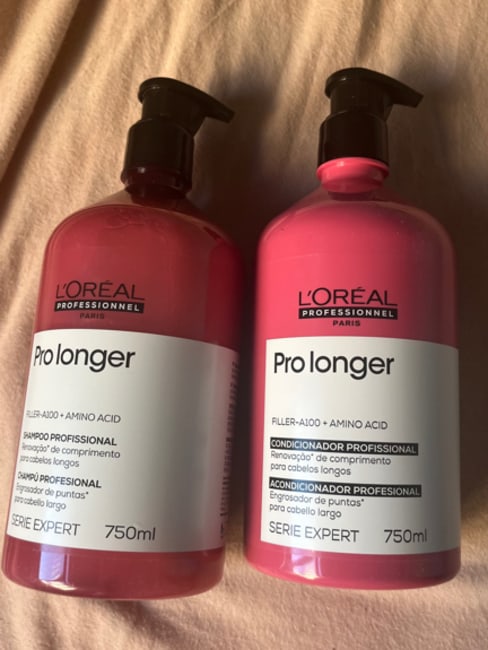 L'ORÉAL
PROFESSIONNEL
PARIS
Pro longer
FILLER-A100 + AMINO ACID
SHAMPOO PROFISSIONAL
Renovação* de comprimento
para cabelos longos
CHAMPÚ PROFESIONAL
Engrosador de puntas*
para cabello largo
SERIE EXPERT 750ml
L'ORÉAL
PROFESSIONNEL
PARIS
Pro longer
FILLER-A100 + AMINO ACID
CONDICIONADOR PROFISSIONAL
Renovação* de comprimento
para cabelos longos
ACONDICIONADOR PROFESIONAL
Engrosador de puntas*
para cabello largo
SERIE EXPERT 750ml